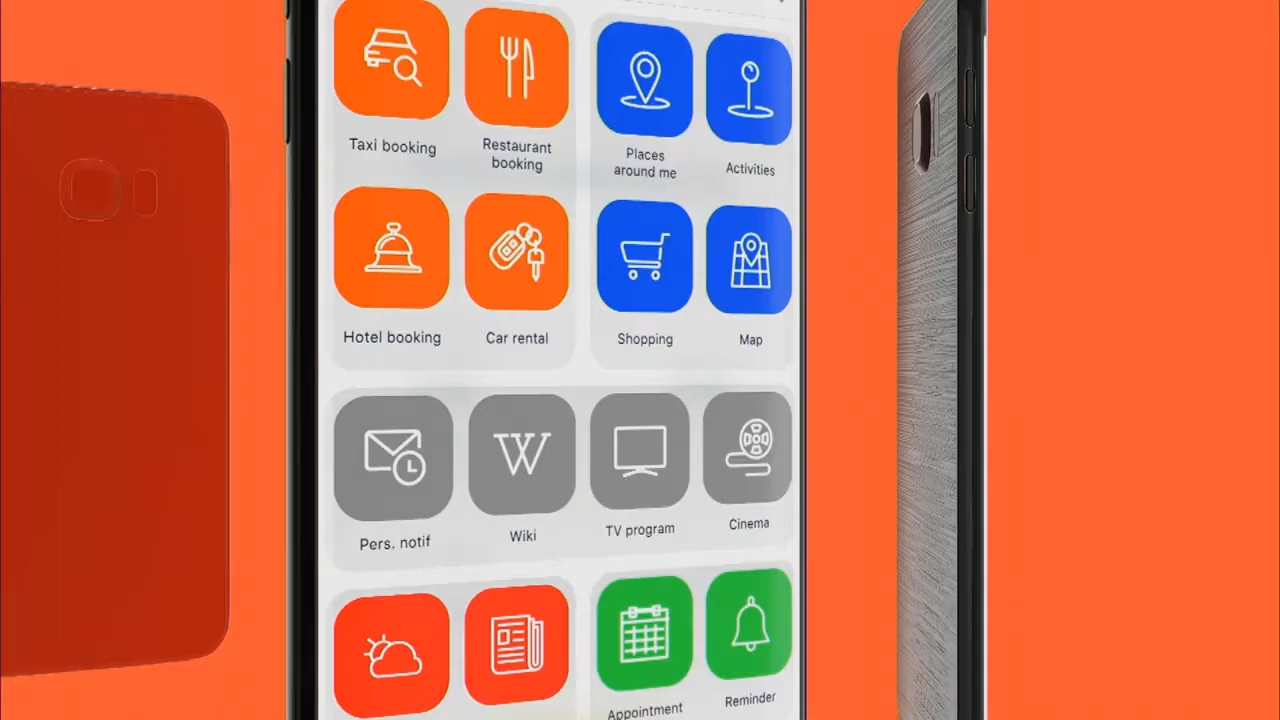 Taxi booking
Restaurant
booking
Places
around me
Activities
Hotel booking
Car rental
Shopping
Map
Pers. notif
W
Wiki
TV program
Cinema
Appointment
Reminder